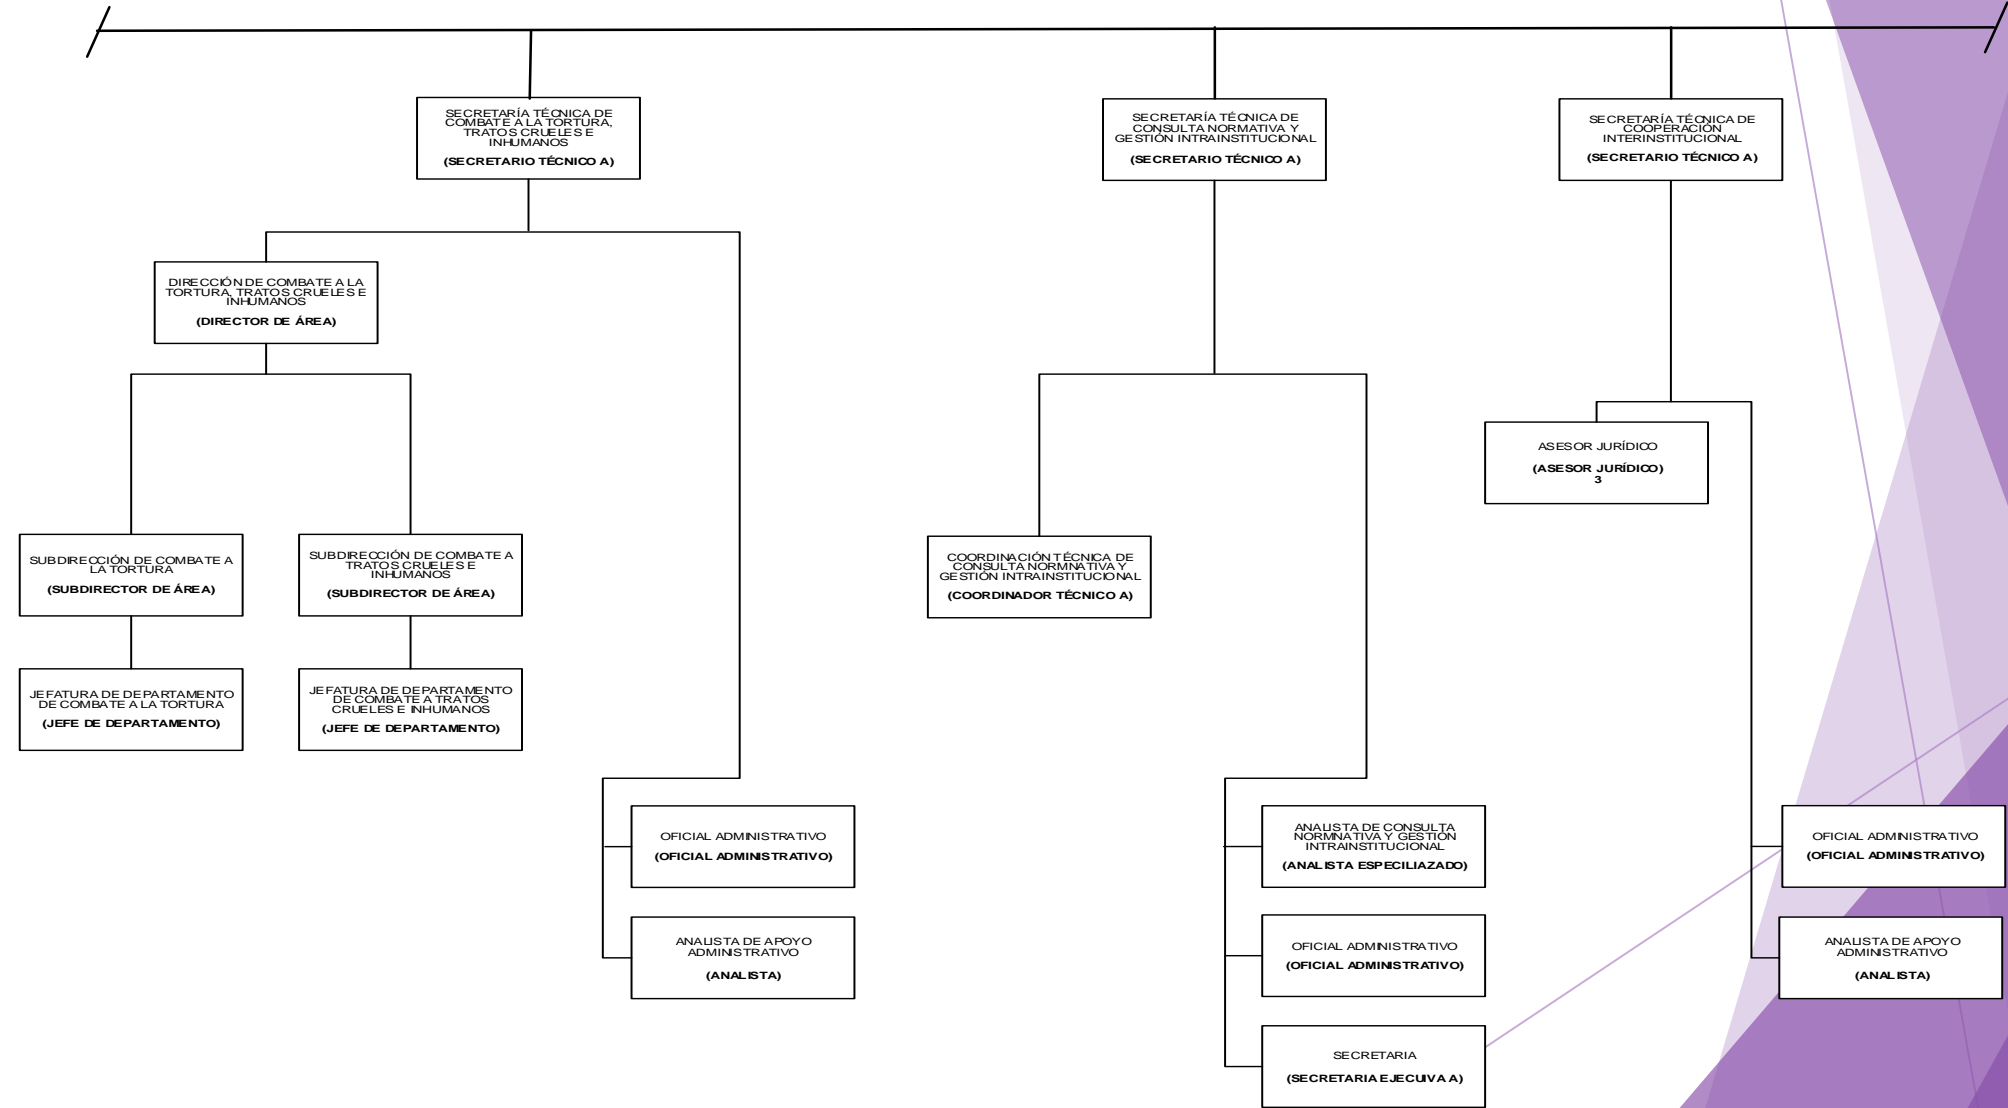 SECRETARÍA TÉCNICA DE
COMBATE A LA TORTURA,
TRATOS CRUELES E
INHUMANOS
(SECRETARIO TÉCNICO A)
SECRETARÍA TÉCNICA DE
CONSULTA NORMATIVA Y
GESTIÓN INTRAINSTITUCIONAL
(SECRETARIO TÉCNICO A)
SECRETARÍA TÉCNICA DE
COOPERACIÓN
INTERINSTITUCIONAL
(SECRETARIO TÉCNICO A)
DIRECCIÓN DE COMBATE A LA
TORTURA, TRATOS CRUELES E
INHUMANOS
(DIRECTOR DE ÁREA)
ASESOR JURÍDICO
(ASESOR JURÍDICO)
3
SUBDIRECCIÓN DE COMBATE A
LA TORTURA
(SUBDIRECTOR DE ÁREA)
SUBDIRECCIÓN DE COMBATE A
TRATOS CRUELES E
INHUMANOS
(SUBDIRECTOR DE ÁREA)
COORDINACIÓN TÉCNICA DE
CONSULTA NORMNATIVA Y
GESTIÓN INTRAINSTITUCIONAL
(COORDINADOR TÉCNICO A)
JEFATURA DE DEPARTAMENTO
DE COMBATE A LA TORTURA
(JEFE DE DEPARTAMENTO)
JEFATURA DE DEPARTAMENTO
DE COMBATE A TRATOS
CRUELES E INHUMANOS
(JEFE DE DEPARTAMENTO)
OFICIAL ADMINISTRATIVO
(OFICIAL ADMINISTRATIVO)
ANALISTA DE CONSULTA
NORMNATIVA Y GESTIÓN
INTRAINSTITUCIONAL
(ANALISTA ESPECILIAZADO)
OFICIAL ADMINISTRATIVO
(OFICIAL ADMINISTRATIVO)
ANALISTA DE APOYO
ADMINISTRATIVO
(ANALISTA)
OFICIAL ADMINISTRATIVO
(OFICIAL ADMINISTRATIVO)
ANALISTA DE APOYO
ADMINISTRATIVO
(ANALISTA)
SECRETARIA
(SECRETARIA EJECUIVA A)